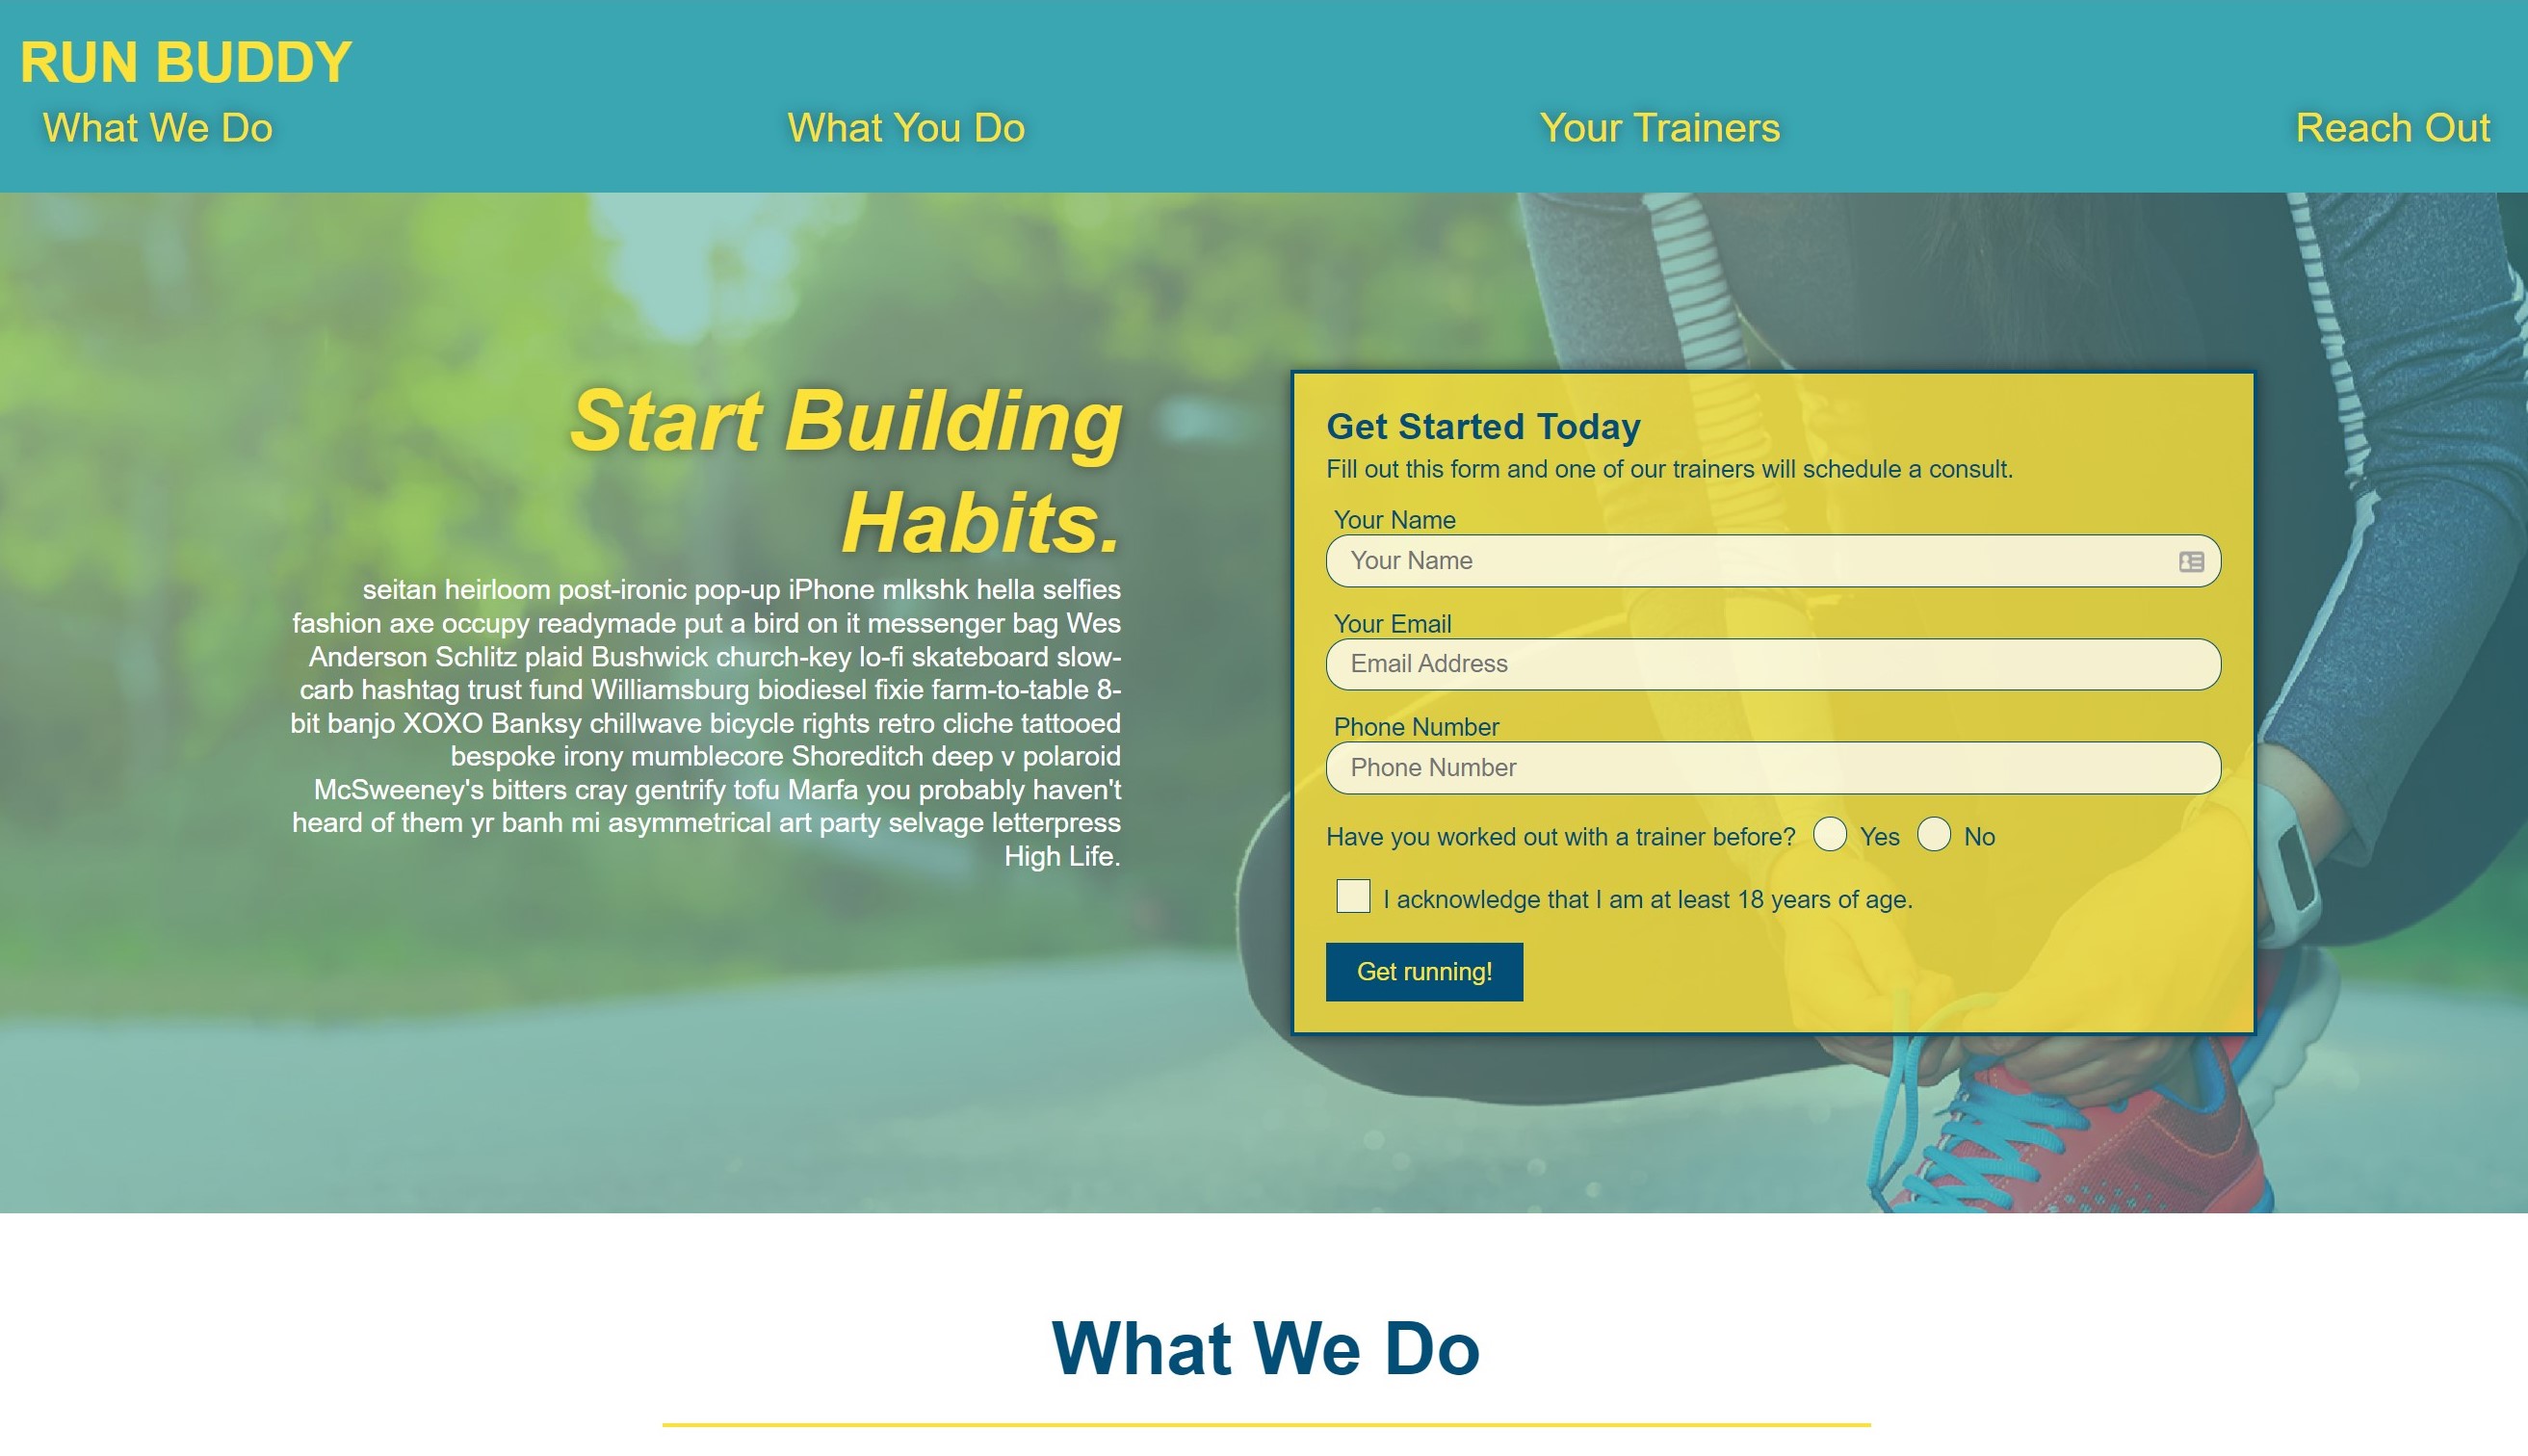 RUN BUDDY
What We Do
What You Do
Your Trainers
Reach Out
Start Building
Habits.
seitan heirloom post-ironic pop-up iPhone mlkshk hella selfies
fashion axe occupy readymade put a bird on it messenger bag Wes
Anderson Schlitz plaid Bushwick church-key lo-fi skateboard slow-
carb hashtag trust fund Williamsburg biodiesel fixie farm-to-table 8-
bit banjo XOXO Banksy chillwave bicycle rights retro cliche tattooed
bespoke irony mumblecore Shoreditch deep v polaroid
McSweeney's bitters cray gentrify tofu Marfa you probably haven't
heard of them yr banh mi asymmetrical art party selvage letterpress
High Life.
Get Started Today
Fill out this form and one of our trainers will schedule a consult.
Your Name
Your Name
Your Email
Email Address
Phone Number
Phone Number
Have you worked out with a trainer before? Yes No
I acknowledge that I am at least 18 years of age.
Get running!
What We Do